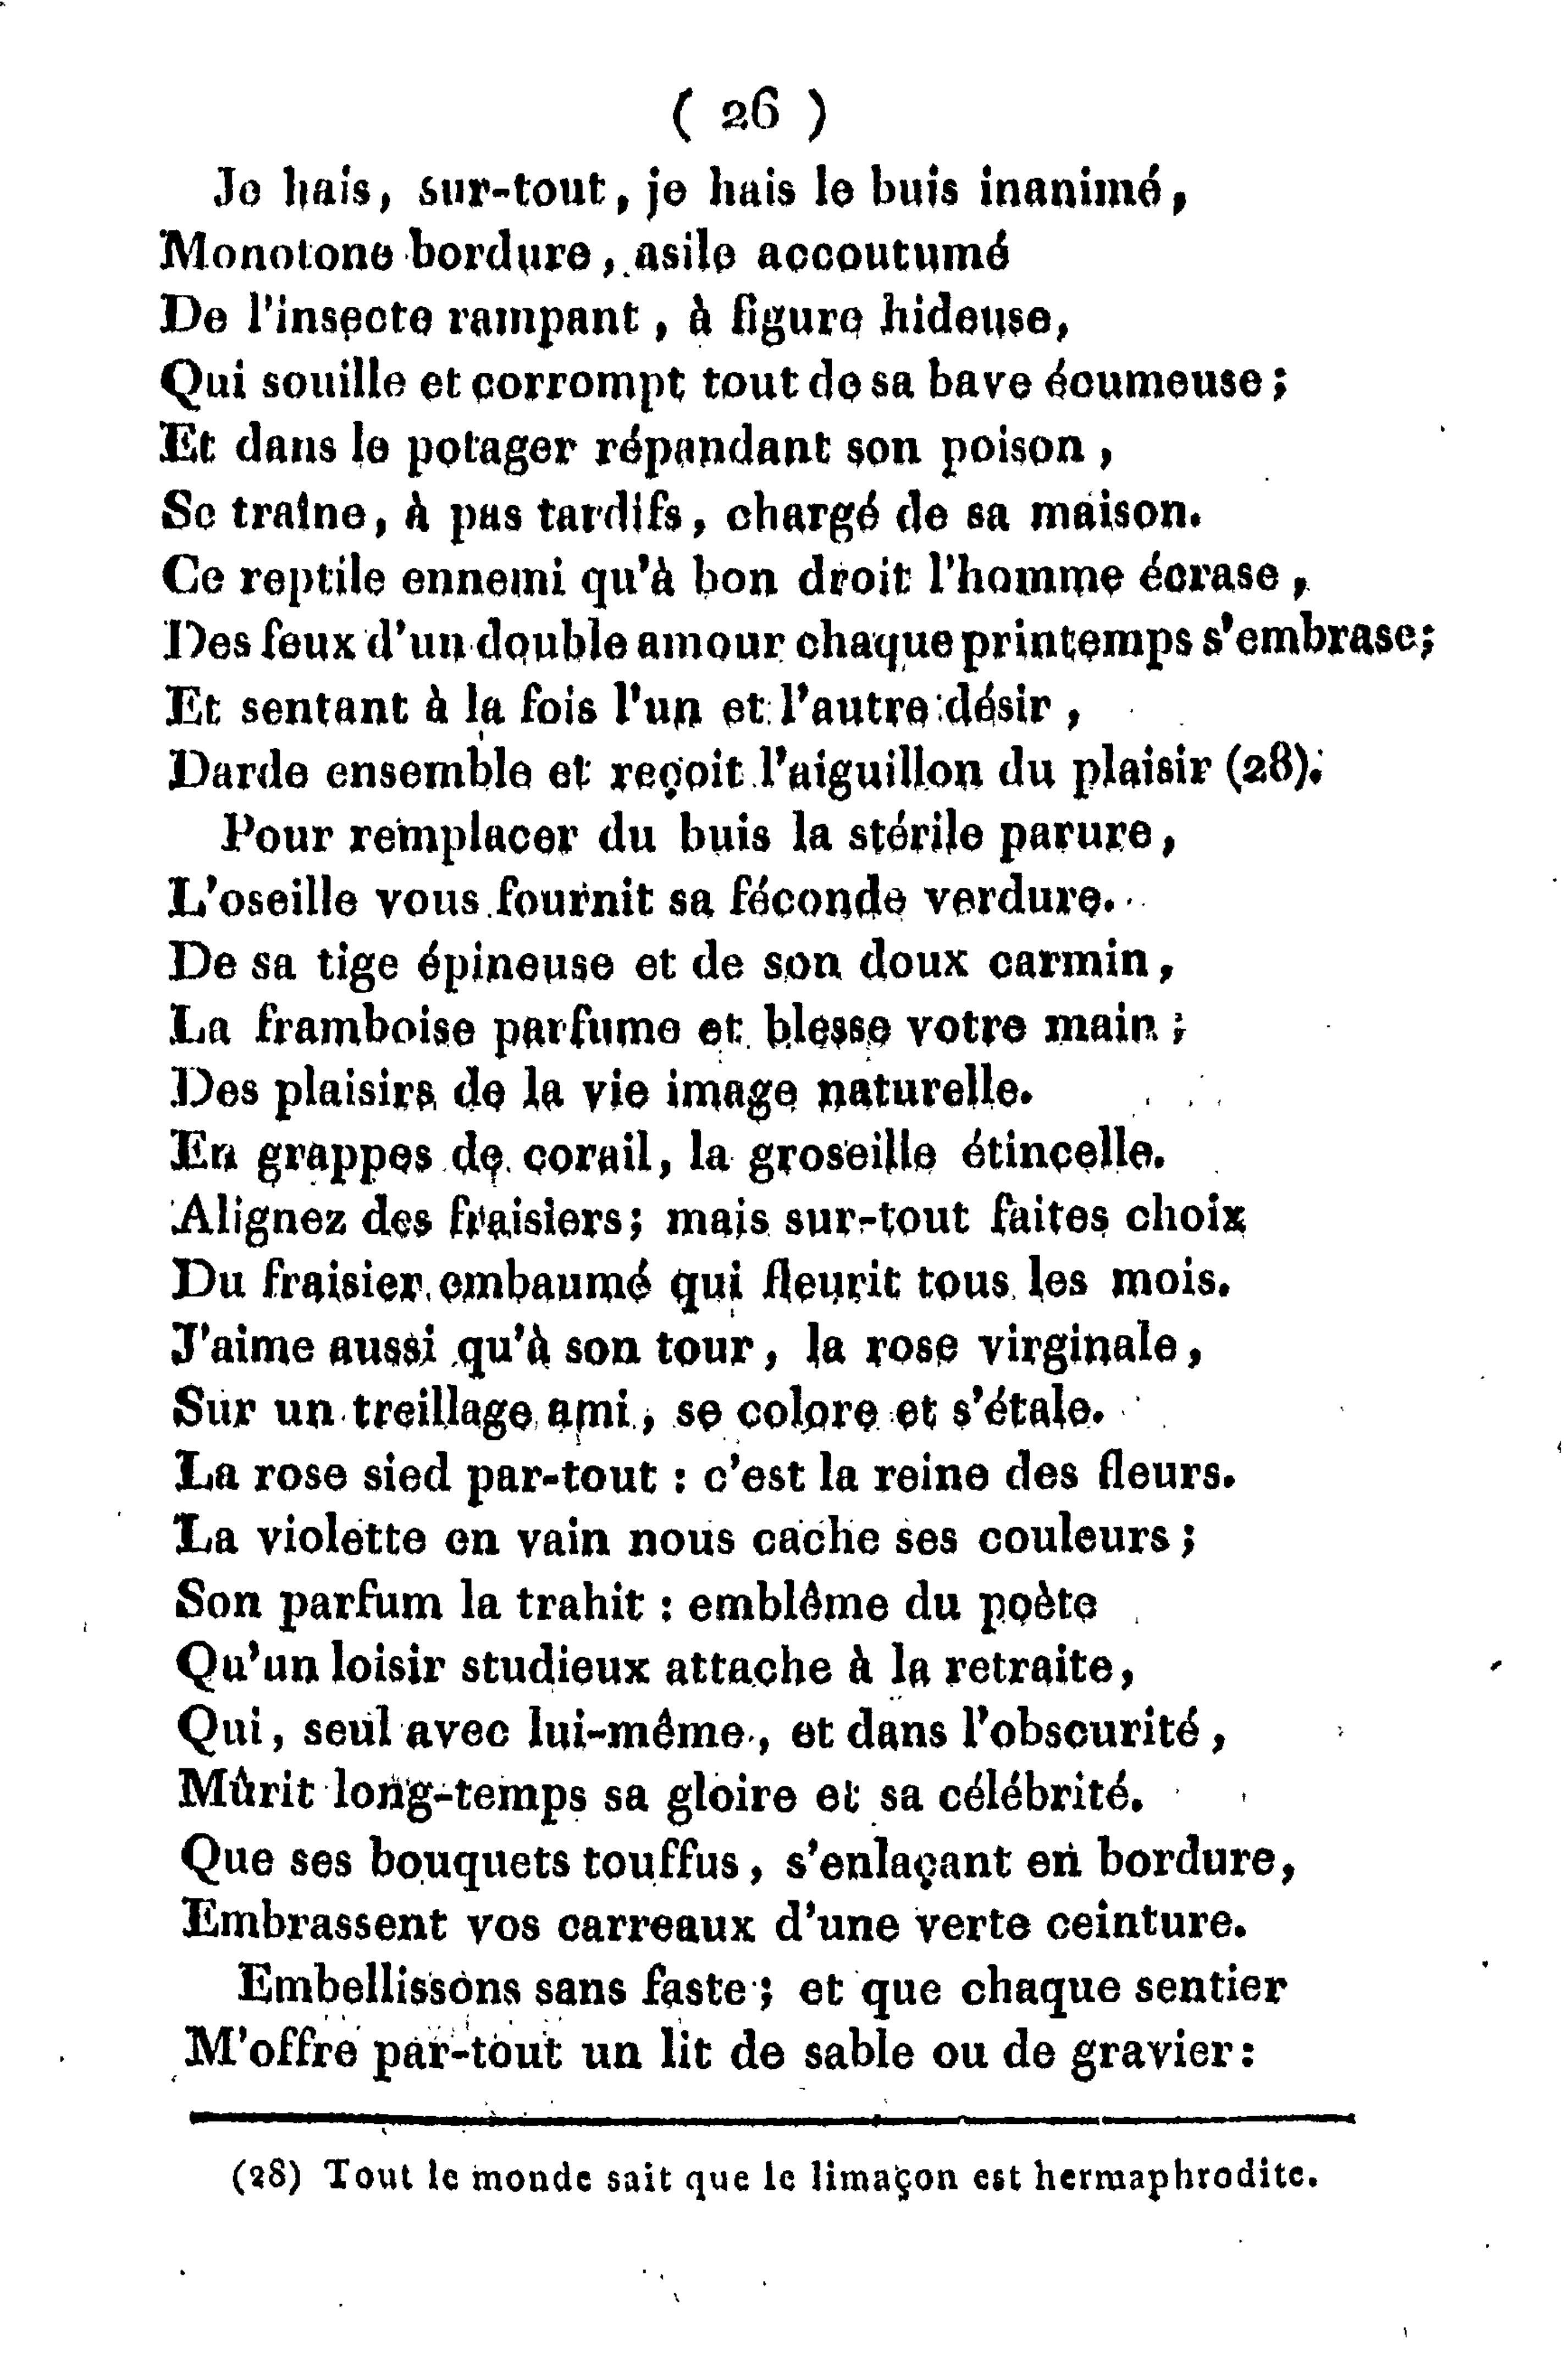 ( 26 )
Je hais, sur-tout, je hais le buis inanimé,
Monotone bordure, asile accoutumé
De l'insecte rampant, à figure hideuse,
Qui souille et corrompt tout de sa bave écumeuse;
Et dans le potager répandant son poison,
Se traîne, à pas tardifs, chargé de sa maison.
Ce reptile ennemi qu'à bon droit l'homme écrase,
Des feux d'un double amour chaque printemps s'embrase;
Et sentant à la fois l'un et l'autre désir,
Darde ensemble et reçoit l'aiguillon du plaisir (28).
Pour remplacer du buis la stérile parure,
L'oseille vous fournit sa féconde verdure.
De sa tige épineuse et de son doux carmin,
La framboise parfume et blesse votre main;
Des plaisirs de la vie image naturelle.
En grappes de corail, la groseille étincelle.
Alignez des fraisiers; mais sur-tout faites choix
Du fraisier embaumé qui fleurit tous les mois.
J'aime aussi qu'à son tour, la rose virginale,
Sur un treillage ami, se colore et s'étale.
La rose sied par-tout : c'est la reine des fleurs.
La violette en vain nous cache ses couleurs;
Son parfum la trahit : emblême du poète
Qu'un loisir studieux attache à la retraite,
Qui, seul avec lui-même, et dans l'obscurité,
Mûrit long-temps sa gloire et sa célébrité.
Que ses bouquets touffus, s'enlaçant en bordure,
Embrassent vos carreaux d'une verte ceinture.
Embellissons sans faste; et que chaque sentier
M'offre par-tout un lit de sable ou de gravier:
(28) Tout le monde sait que le limaçon est hermaphrodite.